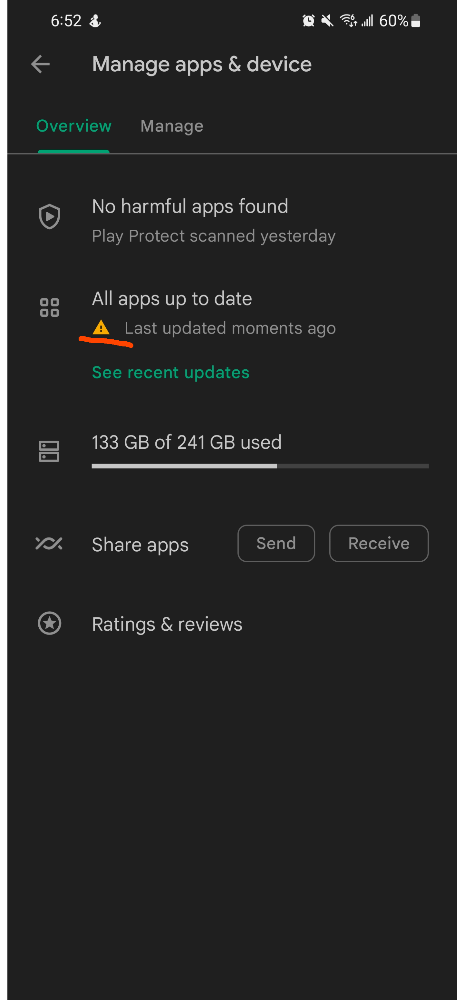 6:52 60%
Manage apps & device
Overview Manage
No harmful apps found
Play Protect scanned yesterday
All apps up to date
Last updated moments ago
See recent updates
133 GB of 241 GB used
Share apps Send Receive
Ratings & reviews